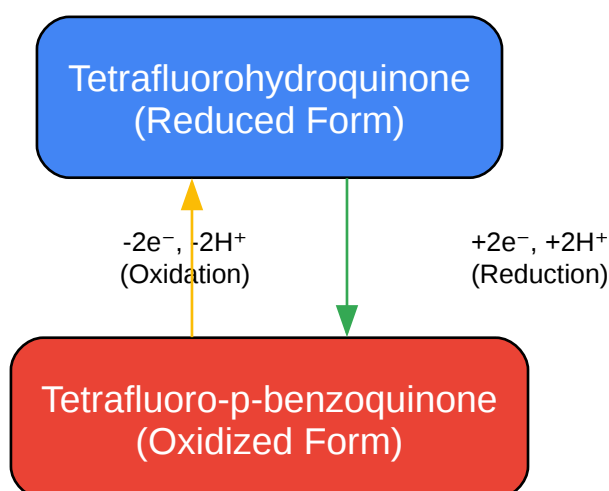 Tetrafluorohydroquinone
(Reduced Form)
-2e⁻, -2H⁺
(Oxidation)
+2e⁻, +2H⁺
(Reduction)
Tetrafluoro-p-benzoquinone
(Oxidized Form)